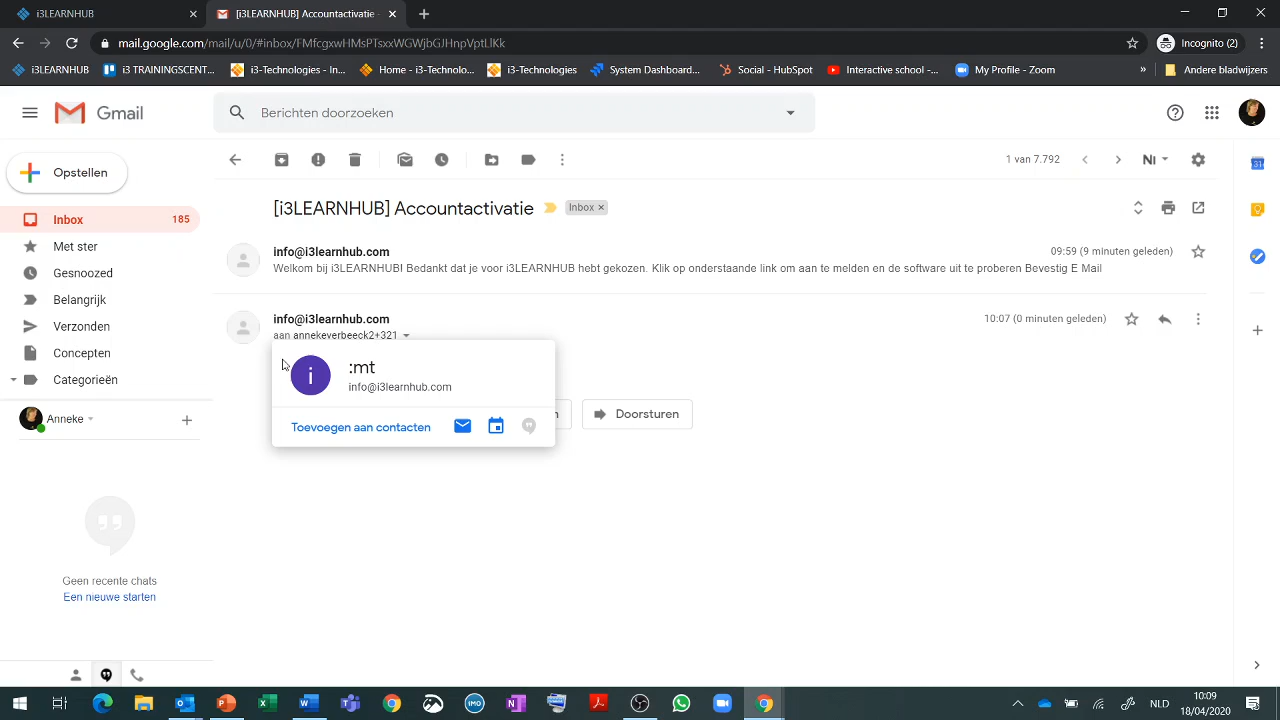 i3LEARNHUB
[i3LEARNHUB] Accountactivatie -
mail.google.com/mail/u/0/#inbox/FMfcgxwHMsPTsxxWGWjbGJHnpVptLlKk
Incognito (2)
i3LEARNHUB
i3 TRAININGSCENT...
i3-Technologies - In...
Home - i3-Technolo...
i3-Technologies
System Dashboard...
Social - HubSpot
Interactive school -...
My Profile - Zoom
»
Andere bladwijzers
Gmail
Berichten doorzoeken
Opstellen
1 van 7.792
Nl
31
Inbox 185
Met ster
Gesnoozed
Belangrijk
Verzonden
Concepten
Categorieën
Anneke
Geen recente chats
Een nieuwe starten
[i3LEARNHUB] Accountactivatie
Inbox ×
info@i3learnhub.com
09:59 (9 minuten geleden)
Welkom bij i3LEARNHUB! Bedankt dat je voor i3LEARNHUB hebt gekozen. Klik op onderstaande link om aan te melden en de software uit te proberen Bevestig E Mail
info@i3learnhub.com
10:07 (0 minuten geleden)
aan annekeverbeeck2+321
i
:mt
info@i3learnhub.com
Toevoegen aan contacten
n
Doorsturen
IMO
NLD
10:09
18/04/2020